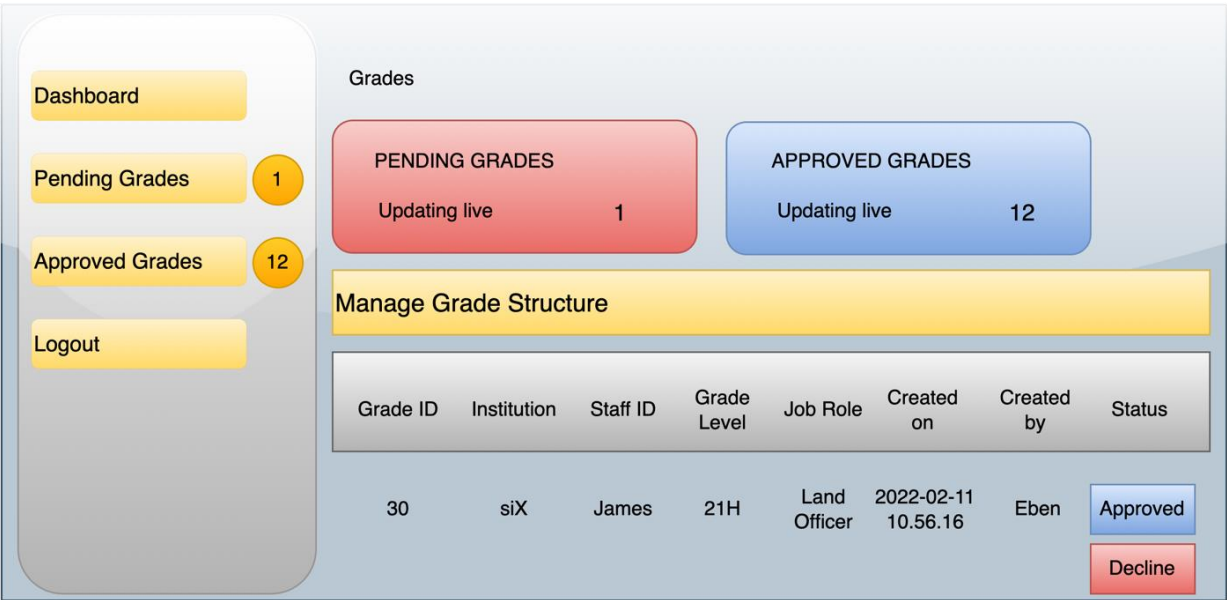 Dashboard
Pending Grades
1
Approved Grades
12
Logout
Grades
PENDING GRADES
Updating live 1
APPROVED GRADES
Updating live 12
Manage Grade Structure
Grade ID
Institution
Staff ID
Grade
Level
Job Role
Created
on
Created
by
Status
30
siX
James
21H
Land
Officer
2022-02-11
10.56.16
Eben
Approved
Decline